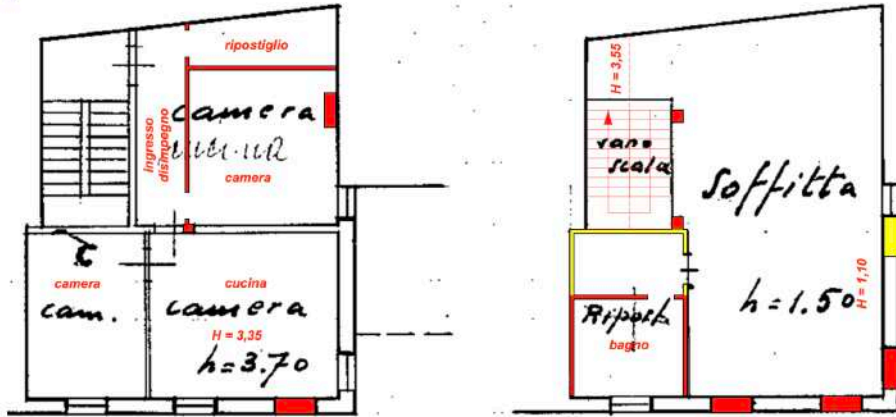 ripostiglio
camera
Ingresso
disimpegno
camera
camera
cucina
cam.
camera
H = 3,35
h=3.70
H = 3,55
vano
scala
Soffitta
H = 1,10
h=1.50
Ripost.
bagno